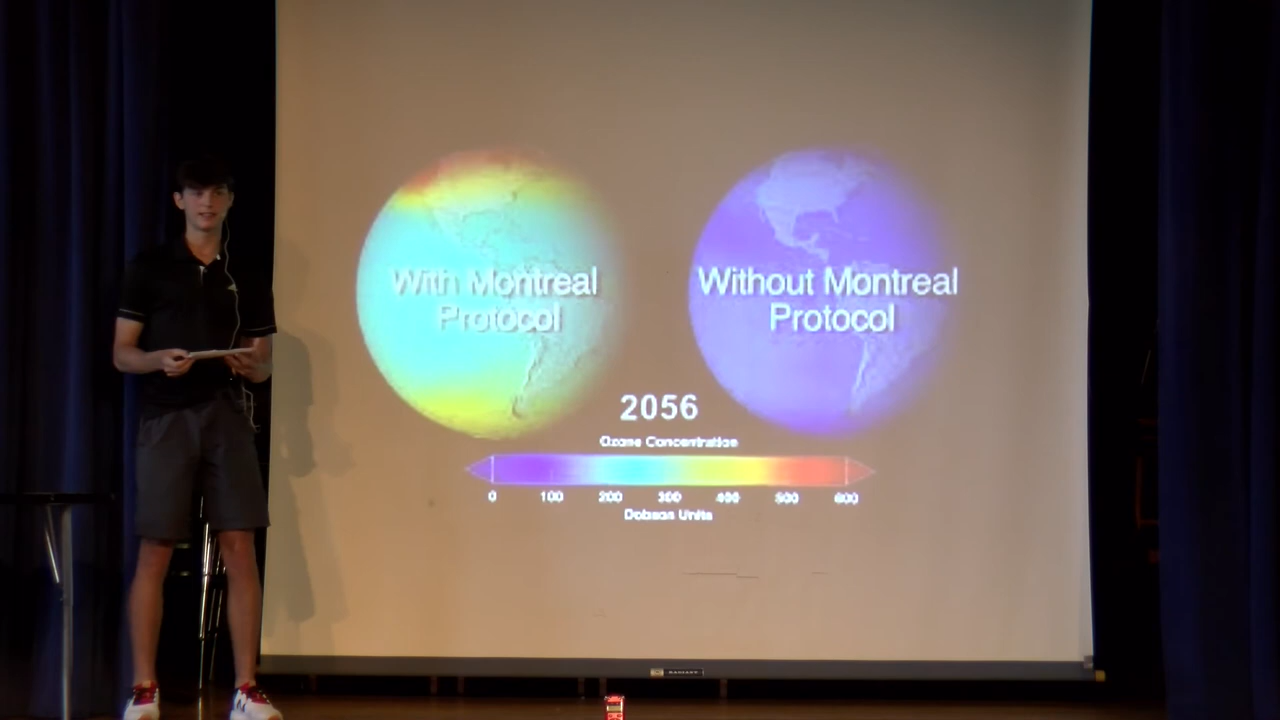 With Montreal
Protocol
Without Montreal
Protocol
2056
Ozone Concentration
0 100 200 300 400 500 600
Dobson Units